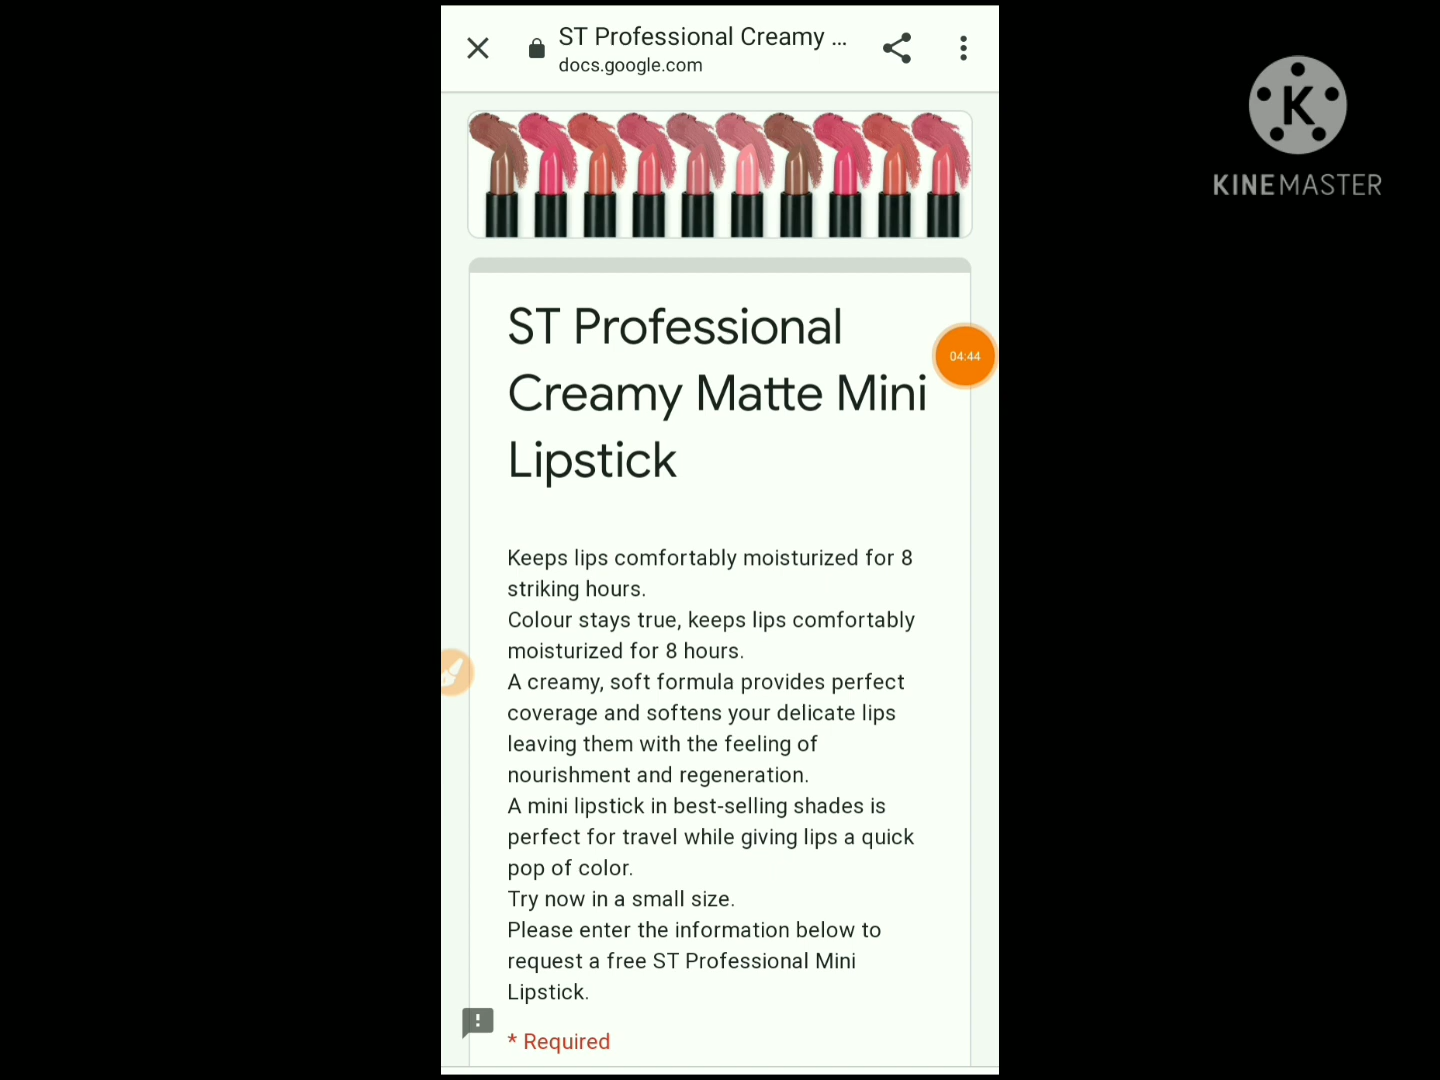 ST Professional Creamy ...
docs.google.com
K
KINEMASTER
ST Professional
Creamy Matte Mini
Lipstick
04:44
Keeps lips comfortably moisturized for 8
striking hours.
Colour stays true, keeps lips comfortably
moisturized for 8 hours.
A creamy, soft formula provides perfect
coverage and softens your delicate lips
leaving them with the feeling of
nourishment and regeneration.
A mini lipstick in best-selling shades is
perfect for travel while giving lips a quick
pop of color.
Try now in a small size.
Please enter the information below to
request a free ST Professional Mini
Lipstick.
* Required